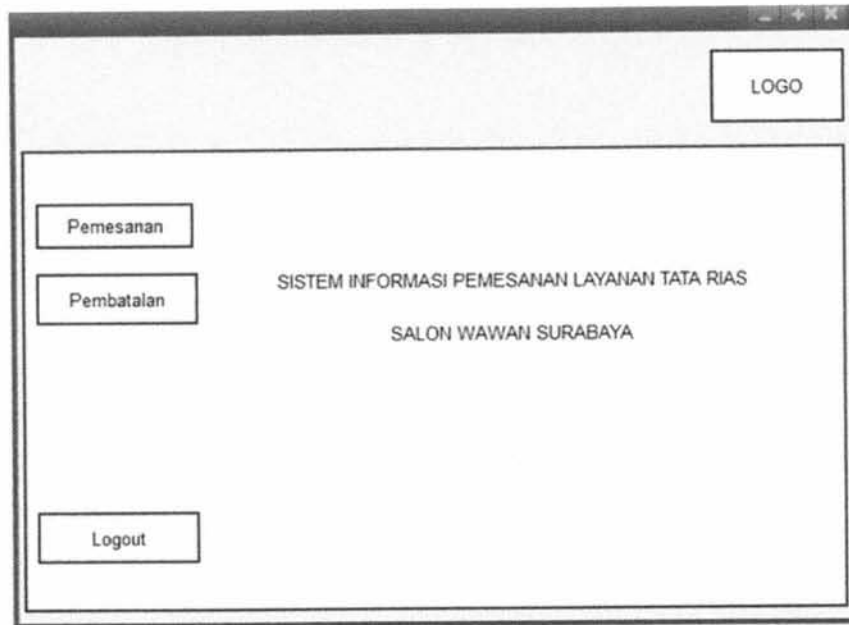 LOGO
Pemesanan
Pembatalan
SISTEM INFORMASI PEMESANAN LAYANAN TATA RIAS
SALON WAWAN SURABAYA
Logout